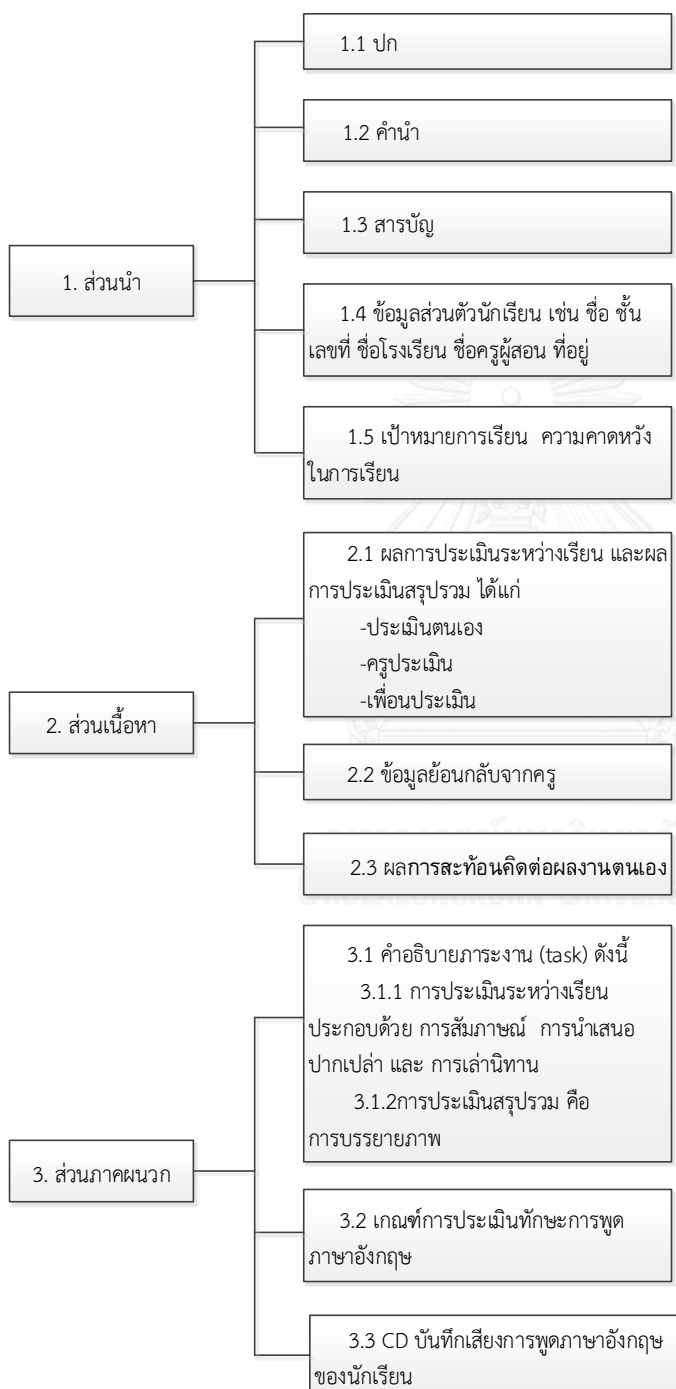 1. ส่วนนำ
1.1 ปก
1.2 คำนำ
1.3 สารบัญ
1.4 ข้อมูลส่วนตัวนักเรียน เช่น ชื่อ ชั้น
เลขที่ ชื่อโรงเรียน ชื่อครูผู้สอน ที่อยู่
1.5 เป้าหมายการเรียน ความคาดหวัง
ในการเรียน
2. ส่วนเนื้อหา
2.1 ผลการประเมินระหว่างเรียน และผล
การประเมินสรุปรวม ได้แก่
-ประเมินตนเอง
-ครูประเมิน
-เพื่อนประเมิน
2.2 ข้อมูลย้อนกลับจากครู
2.3 ผลการสะท้อนคิดต่อผลงานตนเอง
3. ส่วนภาคผนวก
3.1 คำอธิบายภาระงาน (task) ดังนี้
3.1.1 การประเมินระหว่างเรียน
ประกอบด้วย การสัมภาษณ์ การนำเสนอ
ปากเปล่า และ การเล่านิทาน
3.1.2การประเมินสรุปรวม คือ
การบรรยายภาพ
3.2 เกณฑ์การประเมินทักษะการพูด
ภาษาอังกฤษ
3.3 CD บันทึกเสียงการพูดภาษาอังกฤษ
ของนักเรียน